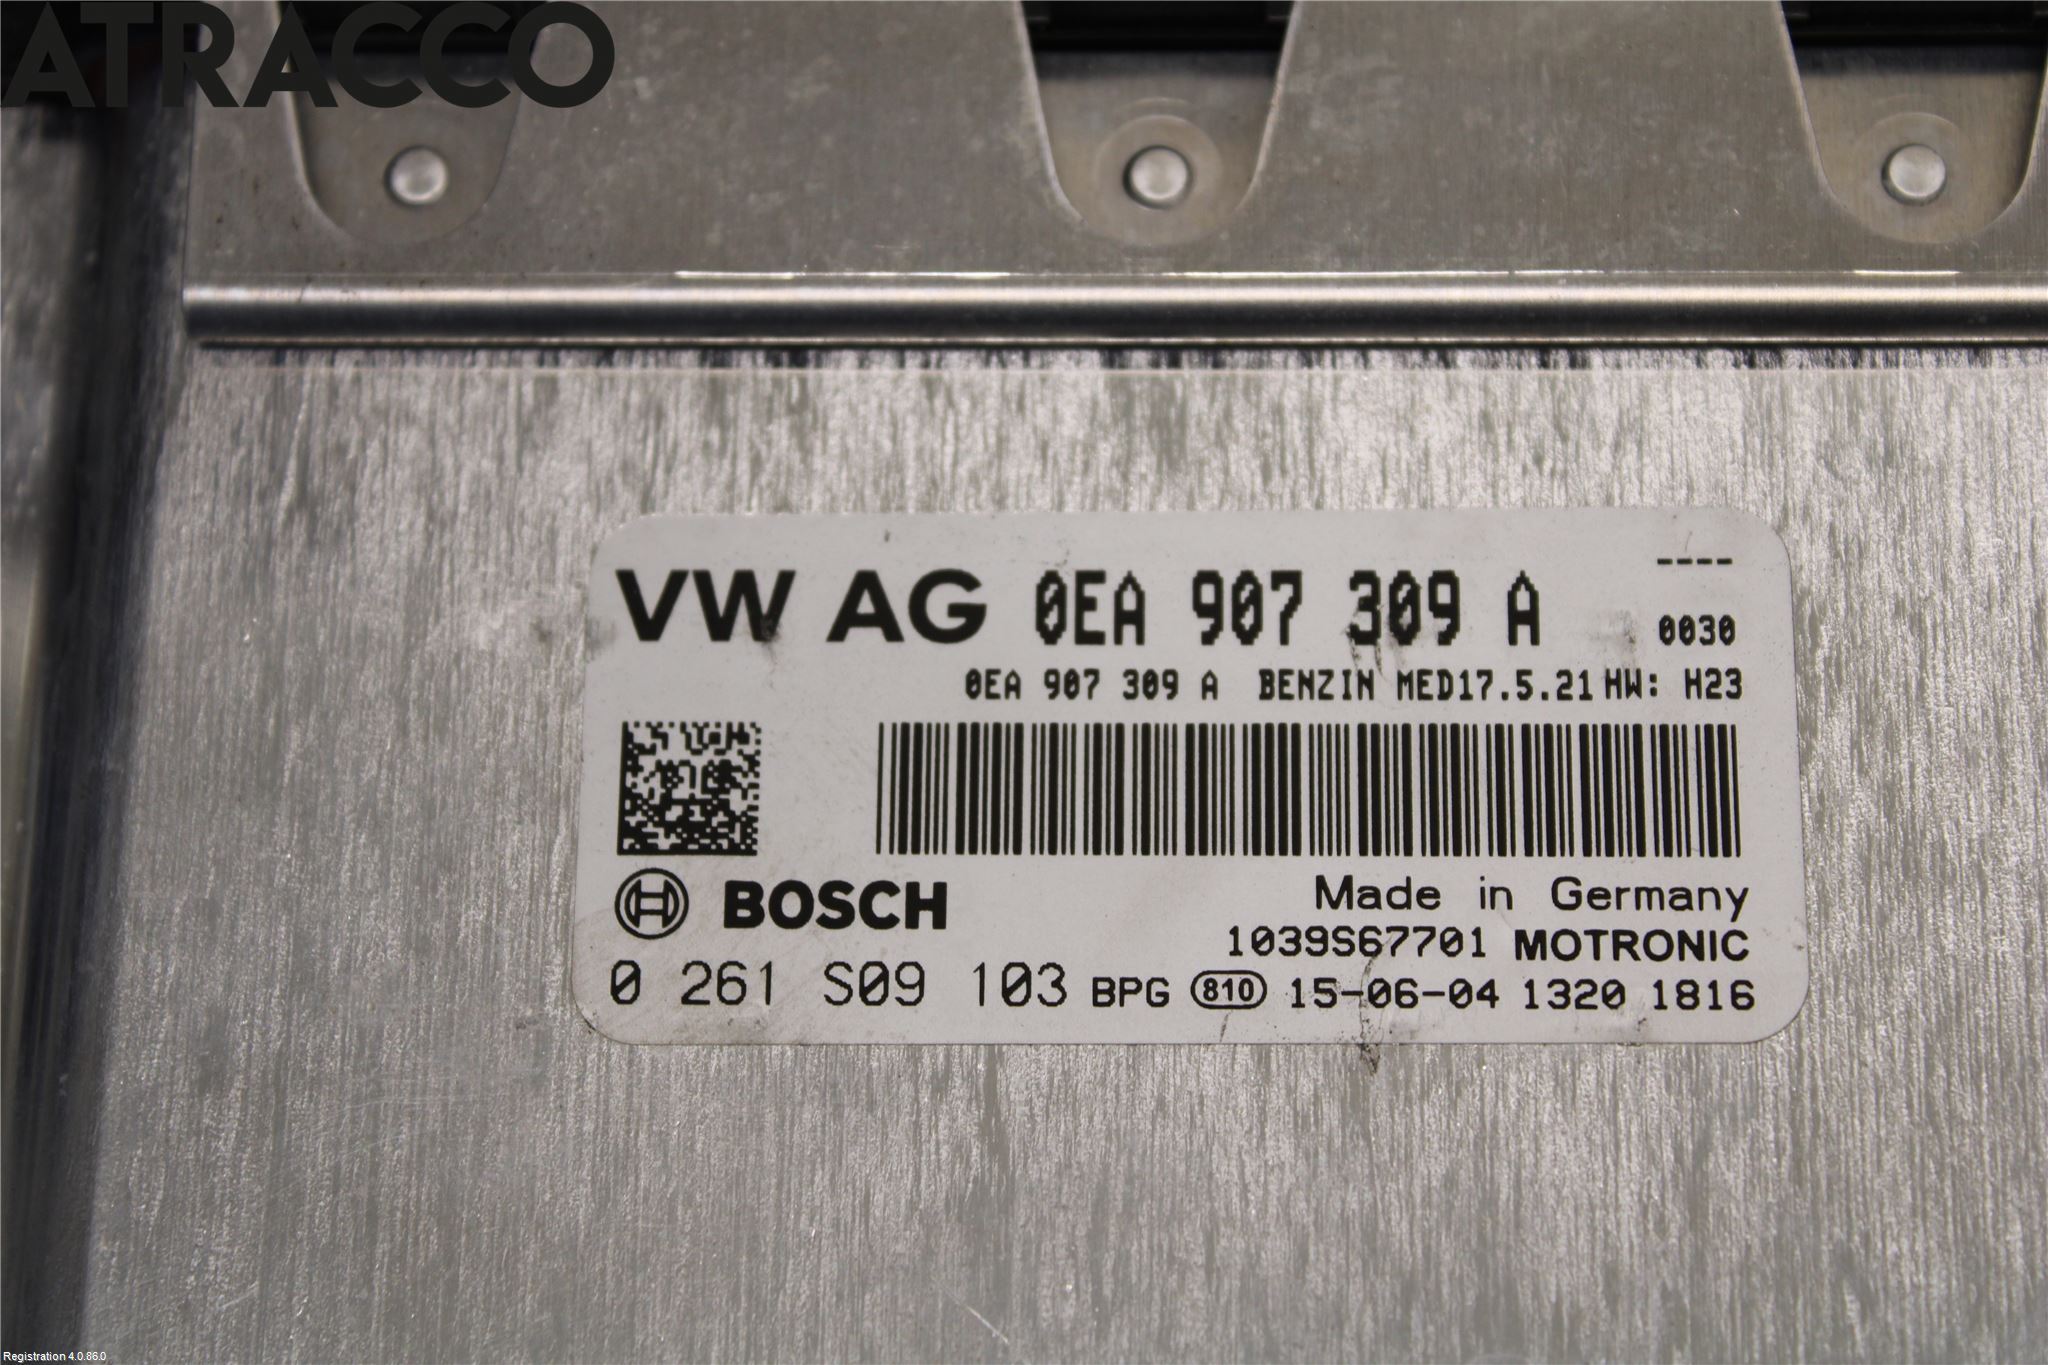 ATRACCO
VW AG 0EA 907 309 A ----
0030
0EA 907 309 A BENZIN MED17.5.21 HW: H23
BOSCH
Made in Germany
1039S67701 MOTRONIC
0 261 S09 103 BPG 810 15-06-04 1320 1816
Registration 4.0.86.0